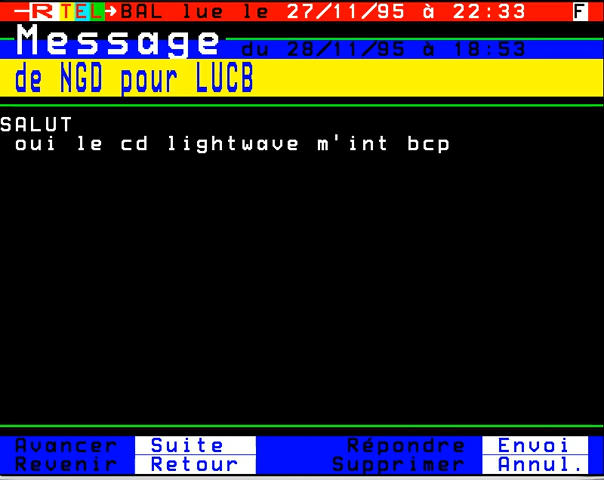 RTEL BAL lue le 27/11/95 à 22:33 F
Message du 28/11/95 à 18:53
de NGD pour LUCB
SALUT
oui le cd lightwave m'int bcp
Avancer Suite Répondre Envoi
Revenir Retour Supprimer Annul.